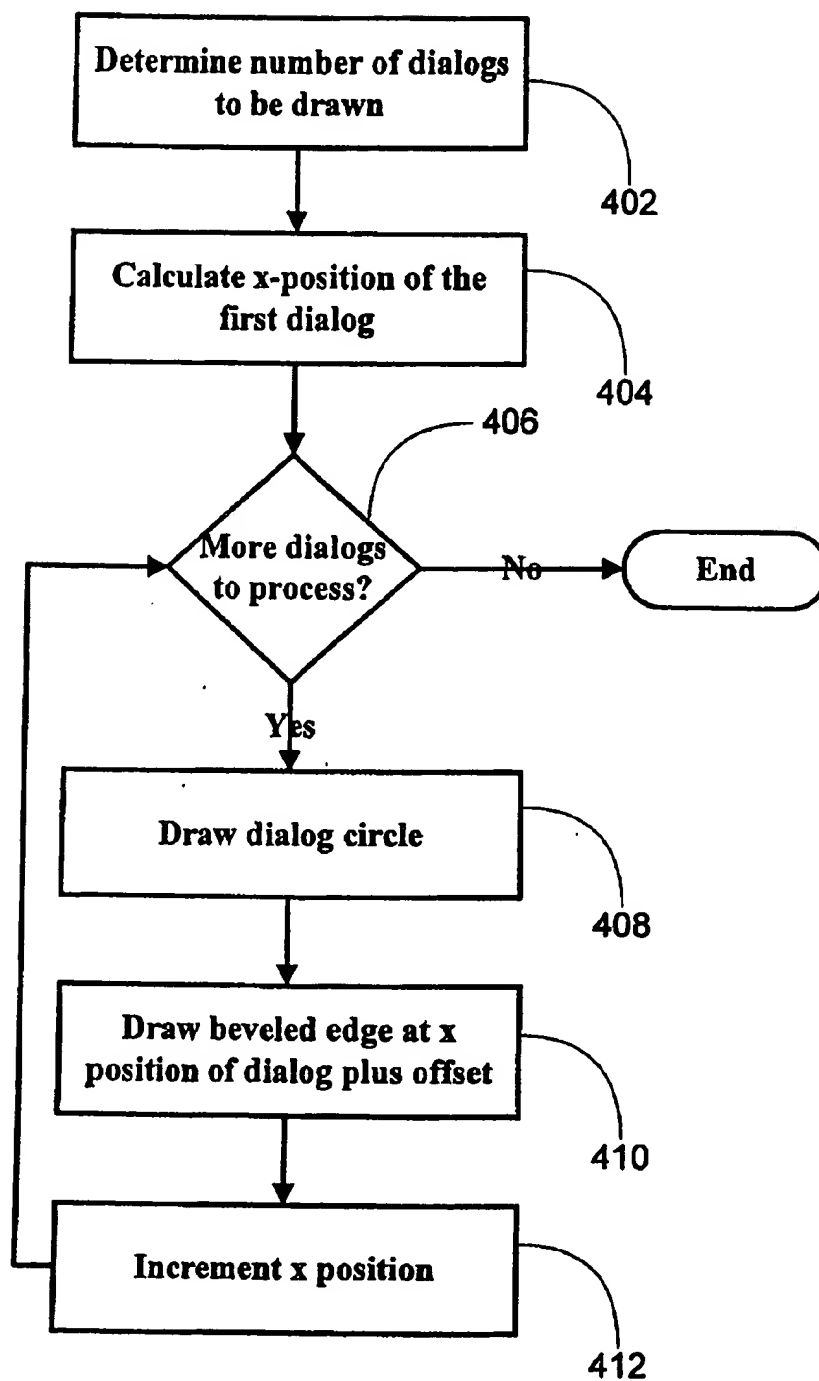 Determine number of dialogs
to be drawn
402
Calculate x-position of the
first dialog
404
406
More dialogs
to process?
No
End
Yes
Draw dialog circle
408
Draw beveled edge at x
position of dialog plus offset
410
Increment x position
412